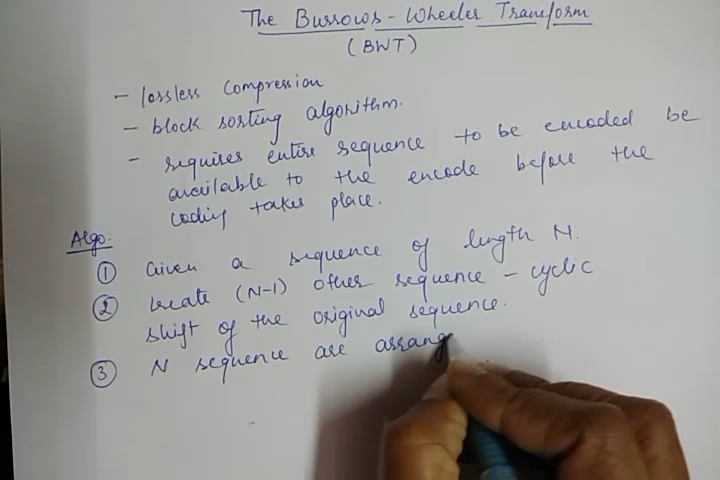 The Burrows-Wheeler Transform
(BWT)
- lossless compression
- block sorting algorithm.
- requires entire sequence to be encoded be
available to the encode before the
coding takes place.
Algo.
① Given a sequence of length N.
② create (N-1) other sequence - cyclic
shift of the original sequence.
③ N sequence are arrang